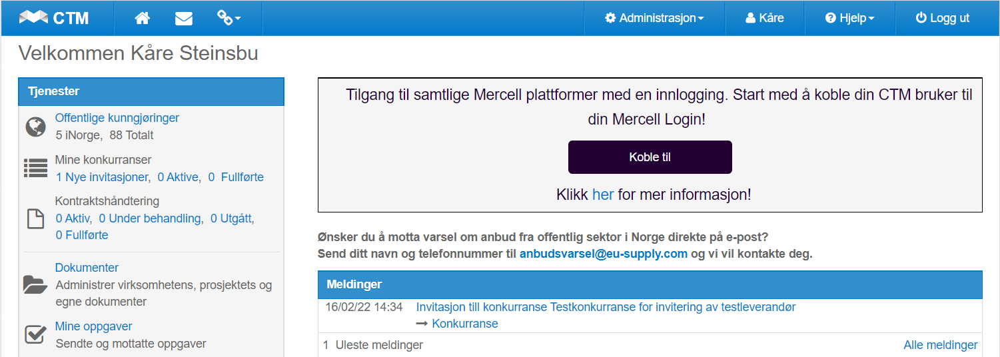 CTM
Administrasjon
Kåre
Hjelp
Logg ut
Velkommen Kåre Steinsbu
Tjenester
Offentlige kunngjøringer
5 iNorge, 88 Totalt
Mine konkurranser
1 Nye invitasjoner, 0 Aktive, 0 Fullførte
Kontraktshåndtering
0 Aktiv, 0 Under behandling, 0 Utgått,
0 Fullførte
Dokumenter
Administrer virksomhetens, prosjektets og
egne dokumenter
Mine oppgaver
Sendte og mottatte oppgaver
Tilgang til samtlige Mercell plattformer med en innlogging. Start med å koble din CTM bruker til
din Mercell Login!
Koble til
Klikk her for mer informasjon!
Ønsker du å motta varsel om anbud fra offentlig sektor i Norge direkte på e-post?
Send ditt navn og telefonnummer til anbudsvarsel@eu-supply.com og vi vil kontakte deg.
Meldinger
16/02/22 14:34 Invitasjon till konkurranse Testkonkurranse for invitering av testleverandør
Konkurranse
1 Uleste meldinger
Alle meldinger